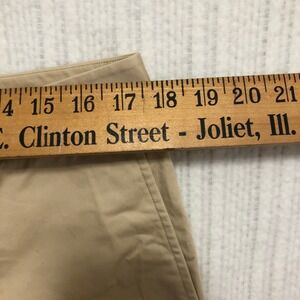 4 15 16 17 18 19 20 21
E. Clinton Street - Joliet, Ill.